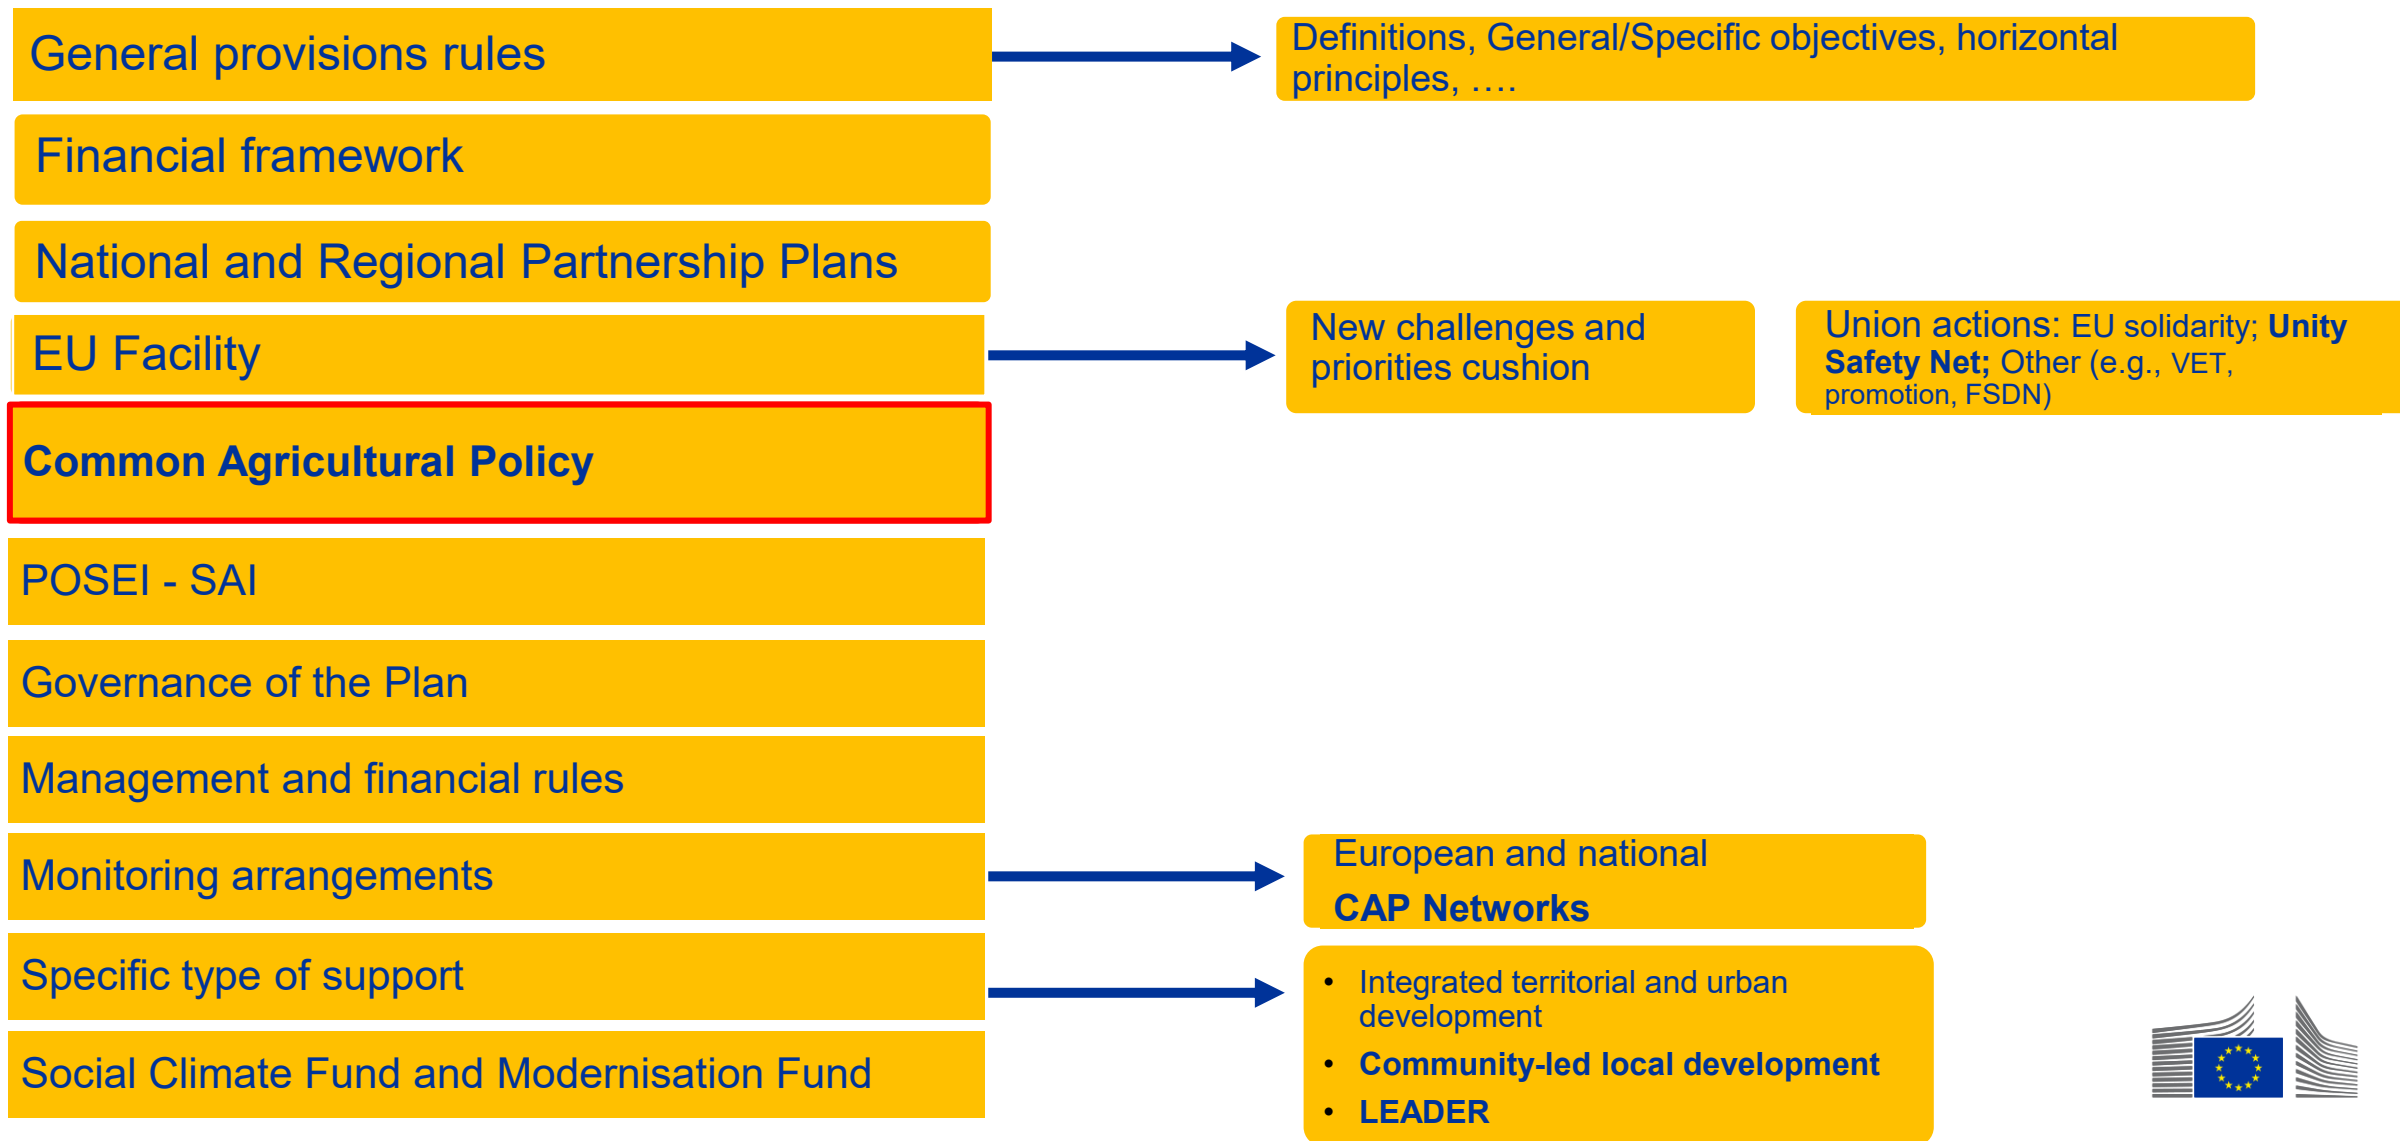 General provisions rules
Definitions, General/Specific objectives, horizontal
principles, ….
Financial framework
National and Regional Partnership Plans
EU Facility
New challenges and
priorities cushion
Union actions: EU solidarity; Unity
Safety Net; Other (e.g., VET,
promotion, FSDN)
Common Agricultural Policy
POSEI - SAI
Governance of the Plan
Management and financial rules
Monitoring arrangements
European and national
CAP Networks
Specific type of support
• Integrated territorial and urban
development
• Community-led local development
• LEADER
Social Climate Fund and Modernisation Fund